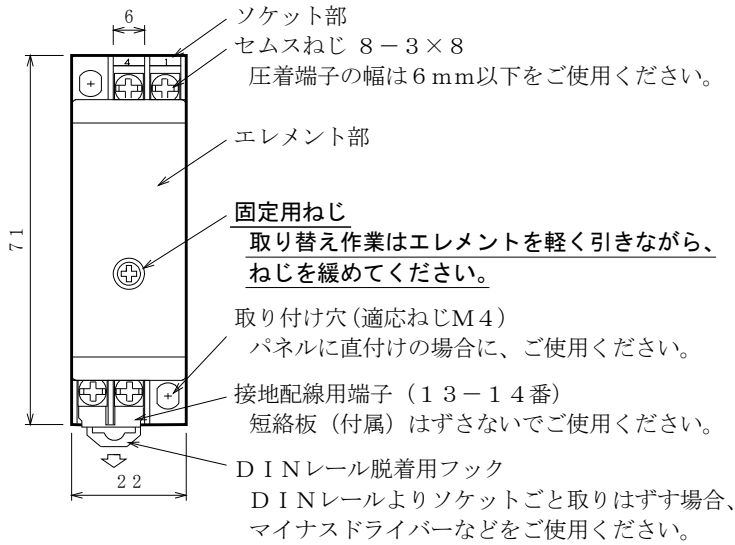 6
ソケット部
セムスねじ ８－３×８
圧着端子の幅は６ｍｍ以下をご使用ください。
4 1
エレメント部
71
固定用ねじ
取り替え作業はエレメントを軽く引きながら、
ねじを緩めてください。
取り付け穴(適応ねじＭ４)
パネルに直付けの場合に、ご使用ください。
接地配線用端子（１３－１４番）
短絡板（付属）はずさないでご使用ください。
ＤＩＮレール脱着用フック
22
ＤＩＮレールよりソケットごと取りはずす場合、
マイナスドライバーなどをご使用ください。